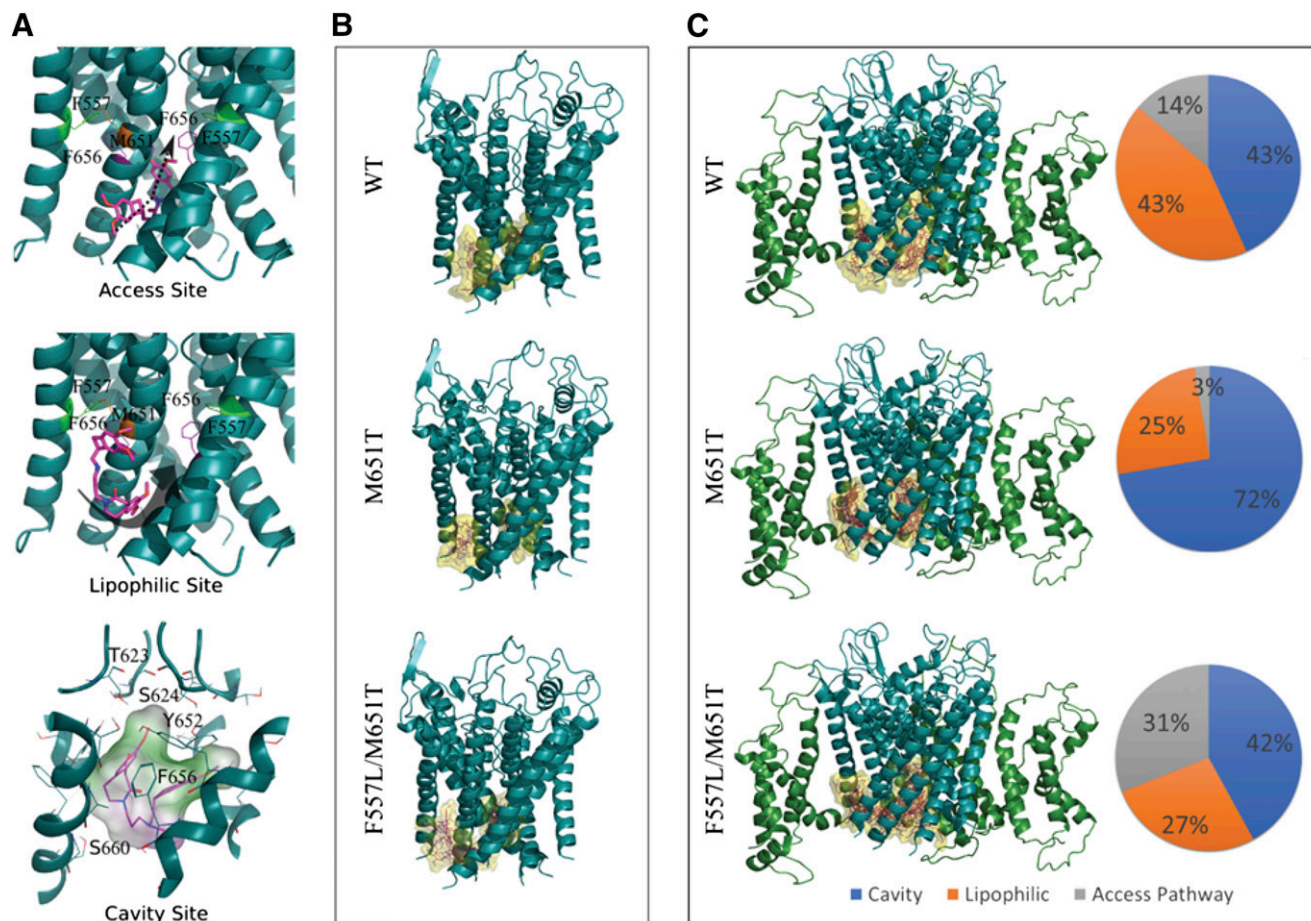 A
F557
F656
M651
F557
F656
Access Site
F557
F656
M651
F656
F557
Lipophilic Site
T623
S624
Y652
F656
S660
Cavity Site
B
WT
M651T
F557L/M651T
C
WT
14%
43%
43%
M651T
3%
25%
72%
F557L/M651T
31%
42%
27%
Cavity Lipophilic Access Pathway